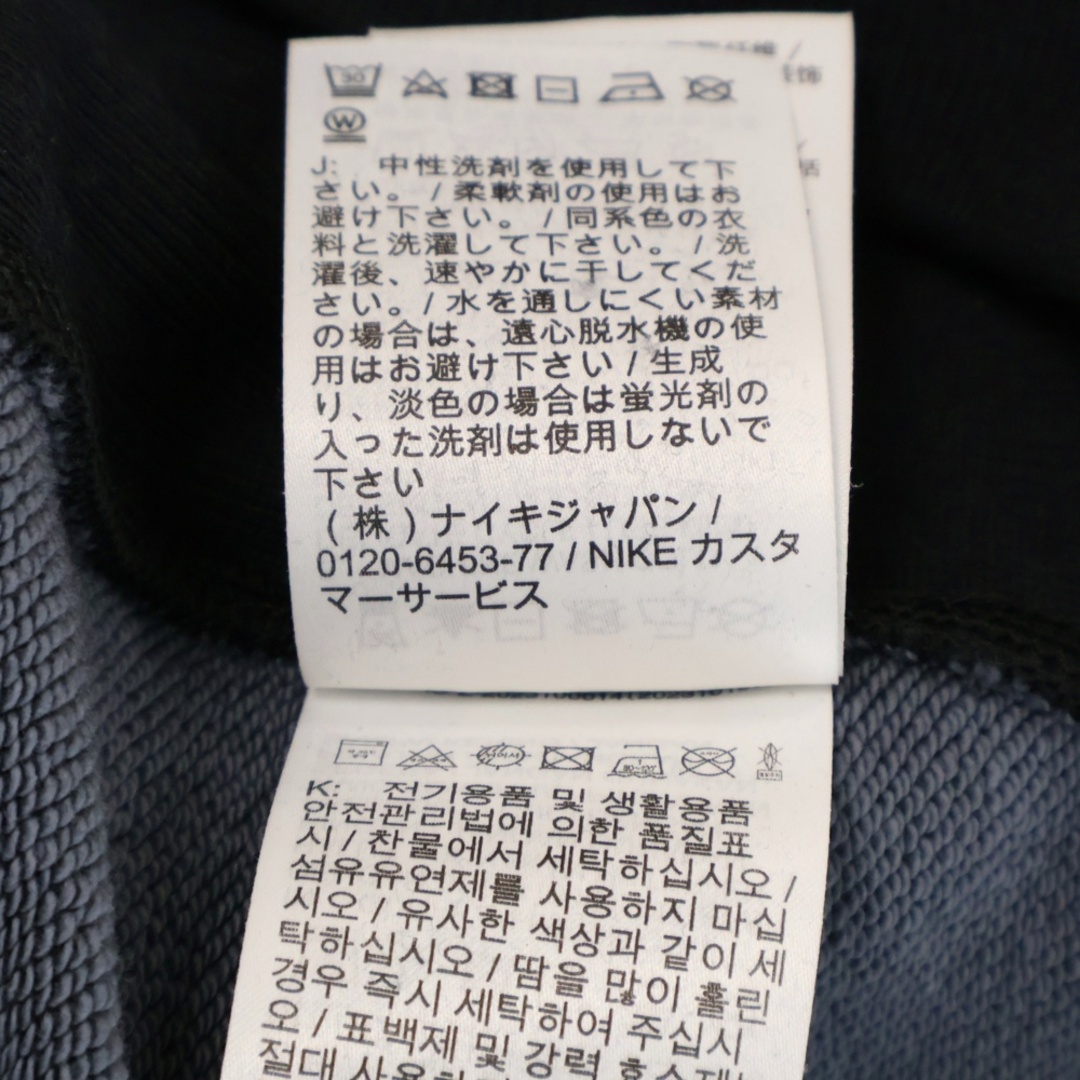 30
W
J: 中性洗剤を使用して下
さい。/ 柔軟剤の使用はお
避け下さい。/ 同系色の衣
料と洗濯して下さい。/ 洗
濯後、速やかに干してくだ
さい。/ 水を通しにくい素材
の場合は、遠心脱水機の使
用はお避け下さい / 生成
り、淡色の場合は蛍光剤の
入った洗剤は使用しないで
下さい
(株) ナイキジャパン /
0120-6453-77 / NIKE カスタ
マーサービス
K: 전기용품 및 생활용품
안전관리법에 의한 품질표
시 / 찬물에서 세탁하십시오 /
섬유유연제를 사용하지 마십
시오 / 유사한 색상과 같이 세
탁하십시오 / 땀을 많이 흘린
경우 즉시 세탁하여 주십시
오 / 표백제 및 강력
절대